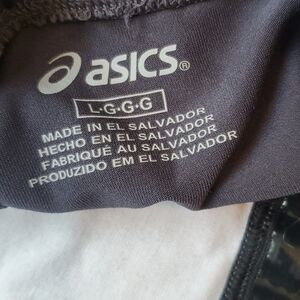 asics®
L·G·G·G
MADE IN EL SALVADOR
HECHO EN EL SALVADOR
FABRIQUÉ AU SALVADOR
PRODUZIDO EM EL SALVADOR